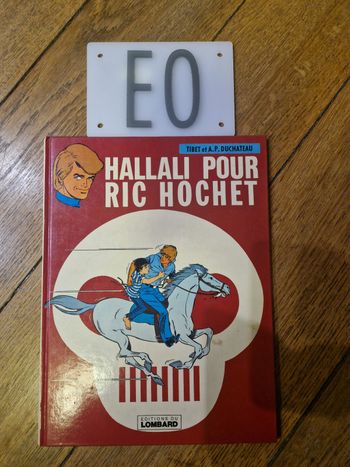 EO
TIBET et A.P. DUCHATEAU
HALLALI POUR
RIC HOCHET
EDITIONS DU
LOMBARD